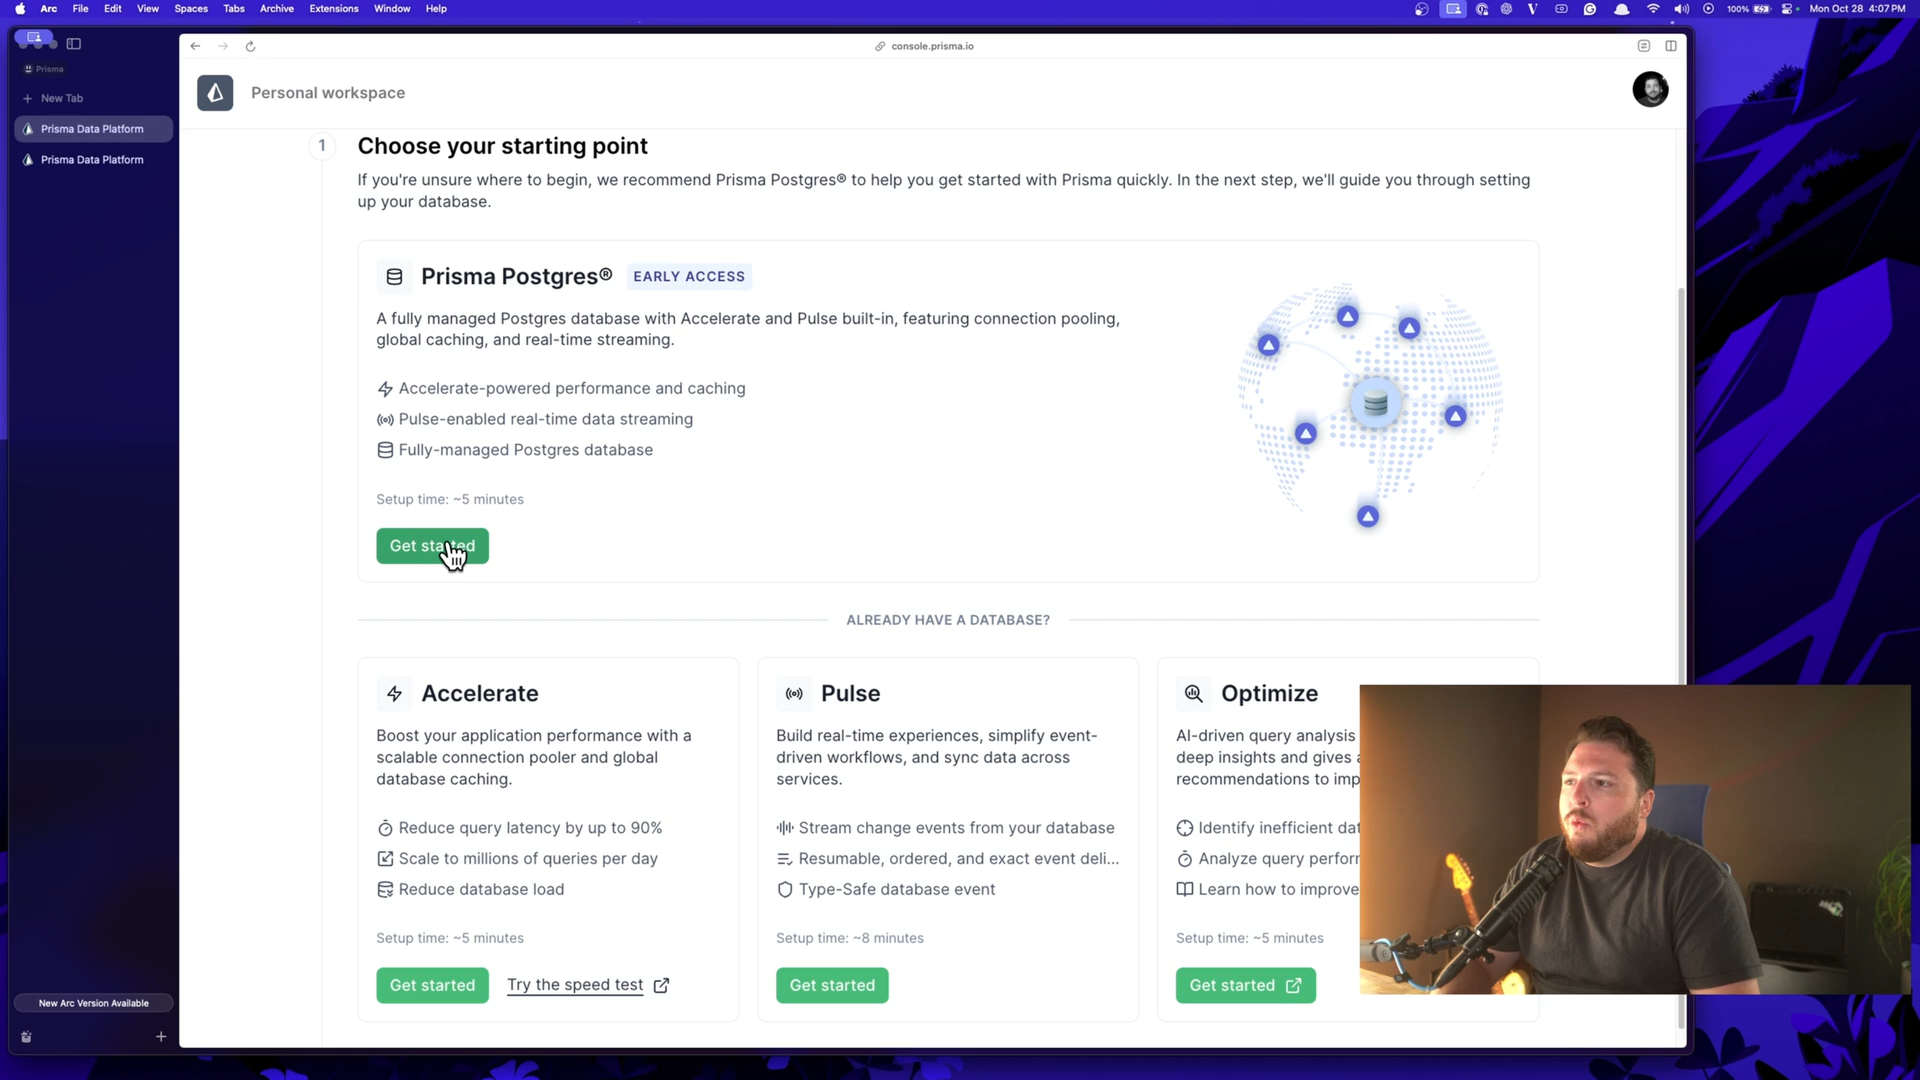 Arc File Edit View Spaces Tabs Archive Extensions Window Help
100% Mon Oct 28 4:07 PM
console.prisma.io
Prisma
New Tab
Prisma Data Platform
Prisma Data Platform
New Arc Version Available
Personal workspace
1 Choose your starting point
If you're unsure where to begin, we recommend Prisma Postgres® to help you get started with Prisma quickly. In the next step, we'll guide you through setting
up your database.
Prisma Postgres® EARLY ACCESS
A fully managed Postgres database with Accelerate and Pulse built-in, featuring connection pooling,
global caching, and real-time streaming.
Accelerate-powered performance and caching
Pulse-enabled real-time data streaming
Fully-managed Postgres database
Setup time: ~5 minutes
Get started
ALREADY HAVE A DATABASE?
Accelerate
Boost your application performance with a
scalable connection pooler and global
database caching.
Reduce query latency by up to 90%
Scale to millions of queries per day
Reduce database load
Setup time: ~5 minutes
Get started Try the speed test
Pulse
Build real-time experiences, simplify event-
driven workflows, and sync data across
services.
Stream change events from your database
Resumable, ordered, and exact event deli...
Type-Safe database event
Setup time: ~8 minutes
Get started
Optimize
AI-driven query analysis
deep insights and gives
recommendations to imp
Identify inefficient dat
Analyze query perforr
Learn how to improve
Setup time: ~5 minutes
Get started